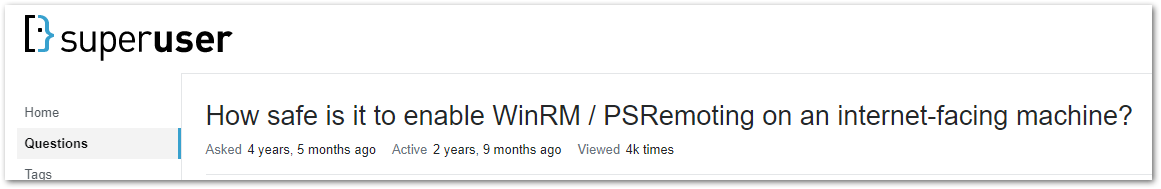 superuser
Home
How safe is it to enable WinRM / PSRemoting on an internet-facing machine?
Questions
Asked 4 years, 5 months ago Active 2 years, 9 months ago Viewed 4k times
Tags